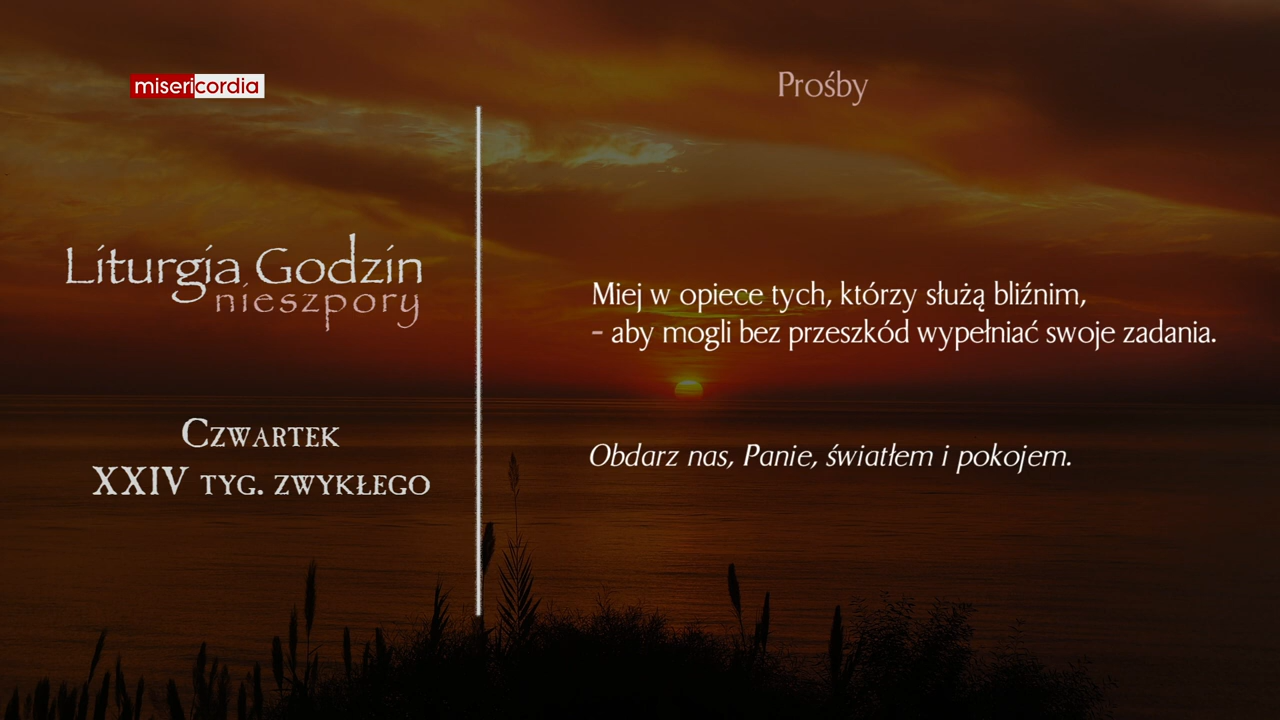 misericordia
Liturgia Godzin
nieszpory
Czwartek
XXIV tyg. zwykłego
Prośby
Miej w opiece tych, którzy służą bliźnim,
- aby mogli bez przeszkód wypełniać swoje zadania.
Obdarz nas, Panie, światłem i pokojem.